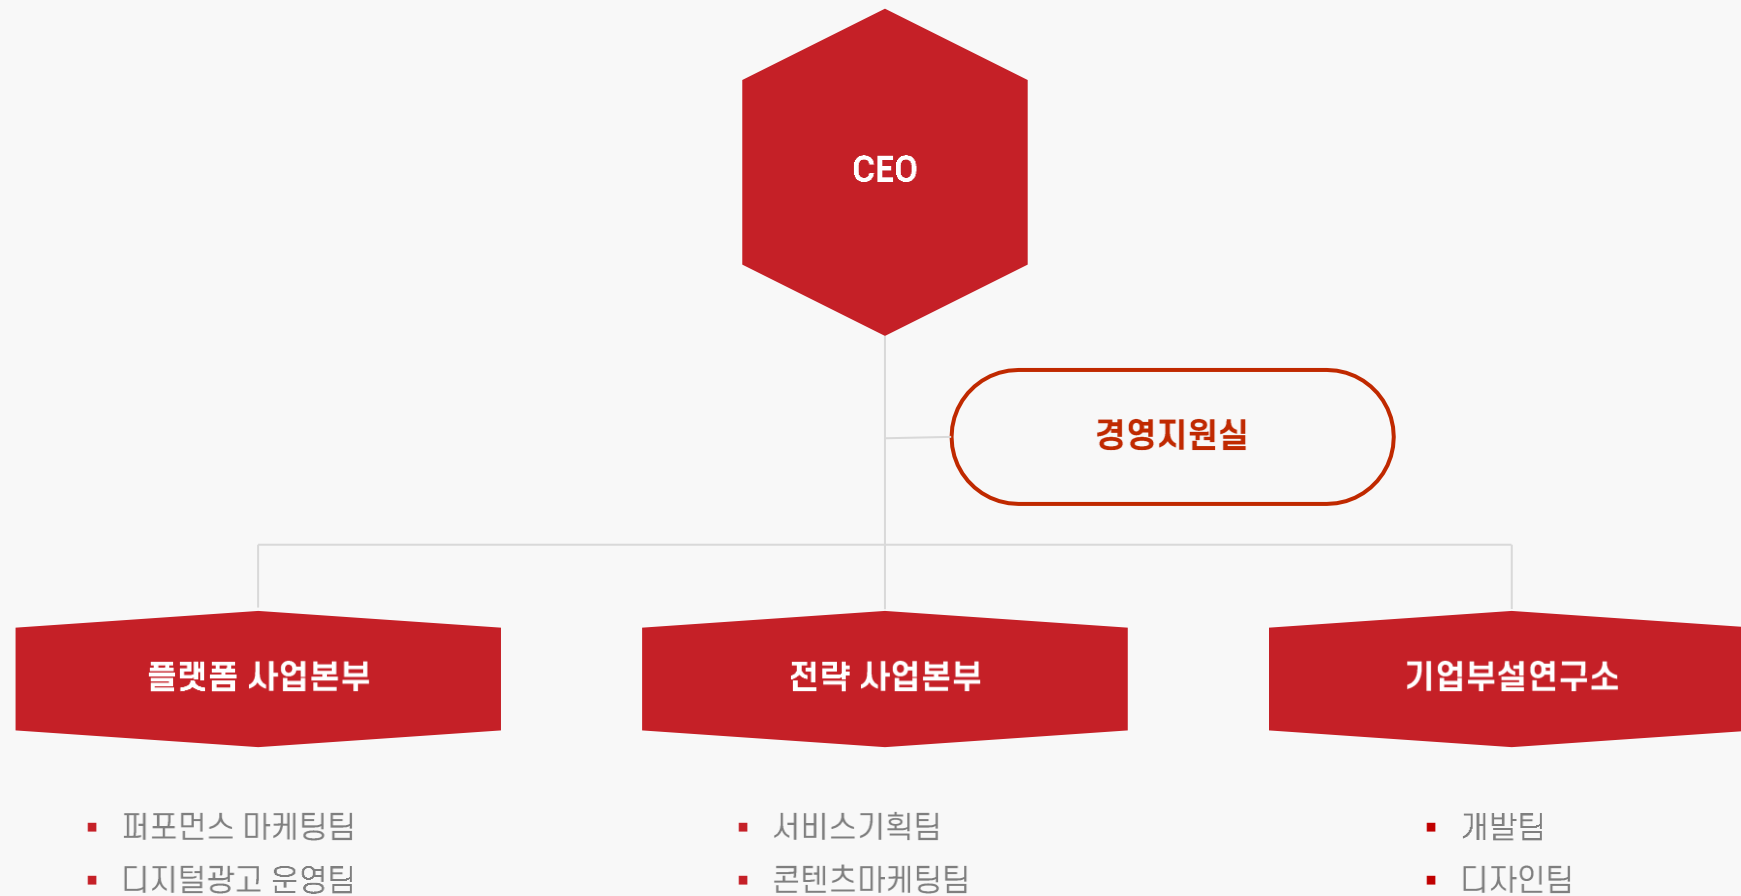 CEO
경영지원실
플랫폼 사업본부
전략 사업본부
기업부설연구소
퍼포먼스 마케팅팀
디지털광고 운영팀
서비스기획팀
콘텐츠마케팅팀
개발팀
디자인팀